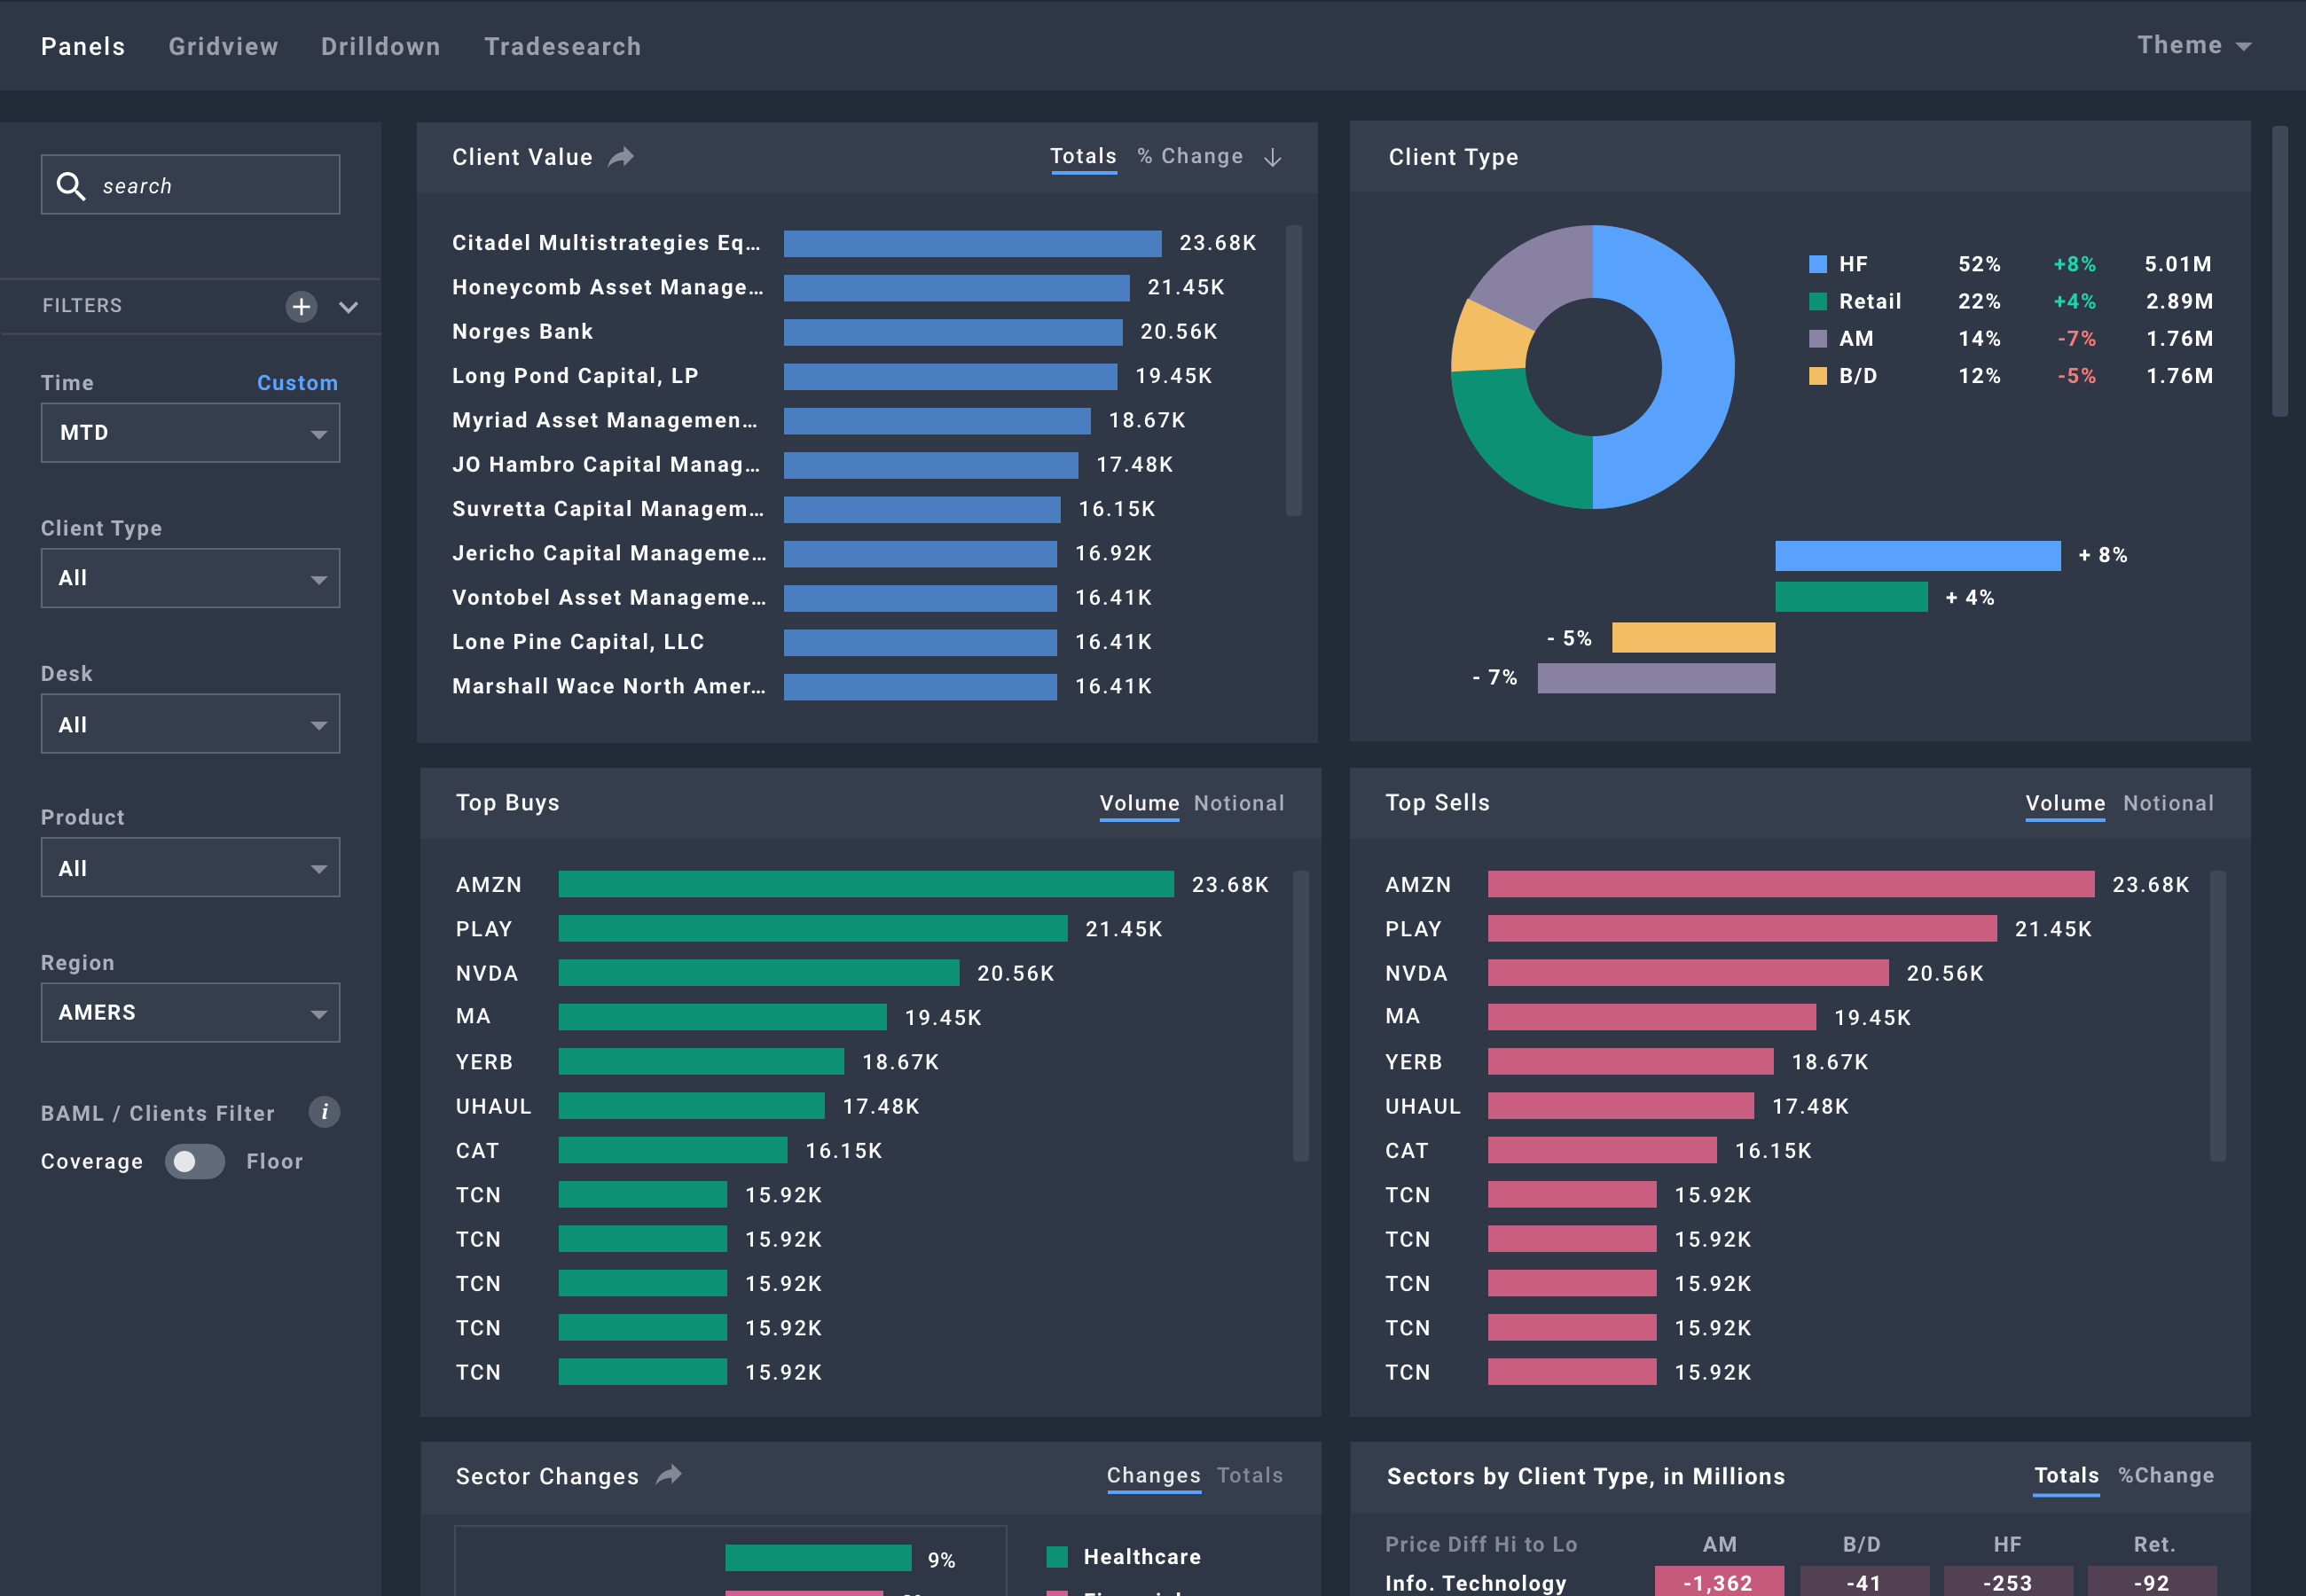 Panels Gridview Drilldown Tradesearch Theme
search
FILTERS
Time Custom
MTD
Client Type
All
Desk
All
Product
All
Region
AMERS
BAML / Clients Filter i
Coverage Floor
Client Value Totals % Change
Citadel Multistrategies Eq... 23.68K
Honeycomb Asset Manage... 21.45K
Norges Bank 20.56K
Long Pond Capital, LP 19.45K
Myriad Asset Managemen... 18.67K
JO Hambro Capital Manag... 17.48K
Suvretta Capital Managem... 16.15K
Jericho Capital Manageme... 16.92K
Vontobel Asset Manageme... 16.41K
Lone Pine Capital, LLC 16.41K
Marshall Wace North Amer... 16.41K
Client Type
HF 52% +8% 5.01M
Retail 22% +4% 2.89M
AM 14% -7% 1.76M
B/D 12% -5% 1.76M
+ 8%
+ 4%
- 5%
- 7%
Top Buys Volume Notional
AMZN 23.68K
PLAY 21.45K
NVDA 20.56K
MA 19.45K
YERB 18.67K
UHAUL 17.48K
CAT 16.15K
TCN 15.92K
TCN 15.92K
TCN 15.92K
TCN 15.92K
TCN 15.92K
Top Sells Volume Notional
AMZN 23.68K
PLAY 21.45K
NVDA 20.56K
MA 19.45K
YERB 18.67K
UHAUL 17.48K
CAT 16.15K
TCN 15.92K
TCN 15.92K
TCN 15.92K
TCN 15.92K
TCN 15.92K
Sector Changes Changes Totals
9% Healthcare
Sectors by Client Type, in Millions Totals %Change
Price Diff Hi to Lo AM B/D HF Ret.
Info. Technology -1,362 -41 -253 -92